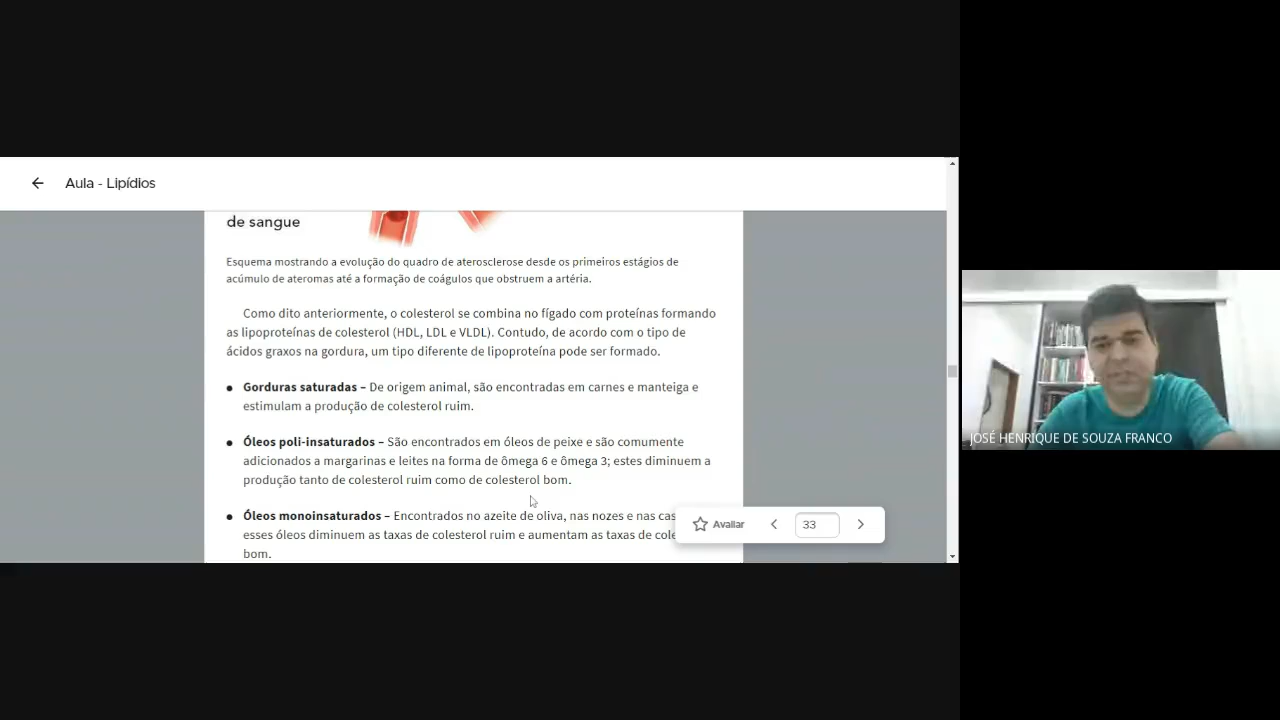 Aula - Lipídios
de sangue
Esquema mostrando a evolução do quadro de aterosclerose desde os primeiros estágios de
acúmulo de ateromas até a formação de coágulos que obstruem a artéria.
Como dito anteriormente, o colesterol se combina no fígado com proteínas formando
as lipoproteínas de colesterol (HDL, LDL e VLDL). Contudo, de acordo com o tipo de
ácidos graxos na gordura, um tipo diferente de lipoproteína pode ser formado.
• Gorduras saturadas – De origem animal, são encontradas em carnes e manteiga e
estimulam a produção de colesterol ruim.
• Óleos poli-insaturados – São encontrados em óleos de peixe e são comumente
adicionados a margarinas e leites na forma de ômega 6 e ômega 3; estes diminuem a
produção tanto de colesterol ruim como de colesterol bom.
• Óleos monoinsaturados – Encontrados no azeite de oliva, nas nozes e nas
esses óleos diminuem as taxas de colesterol ruim e aumentam as taxas de
bom.
Avaliar
33
JOSÉ HENRIQUE DE SOUZA FRANCO